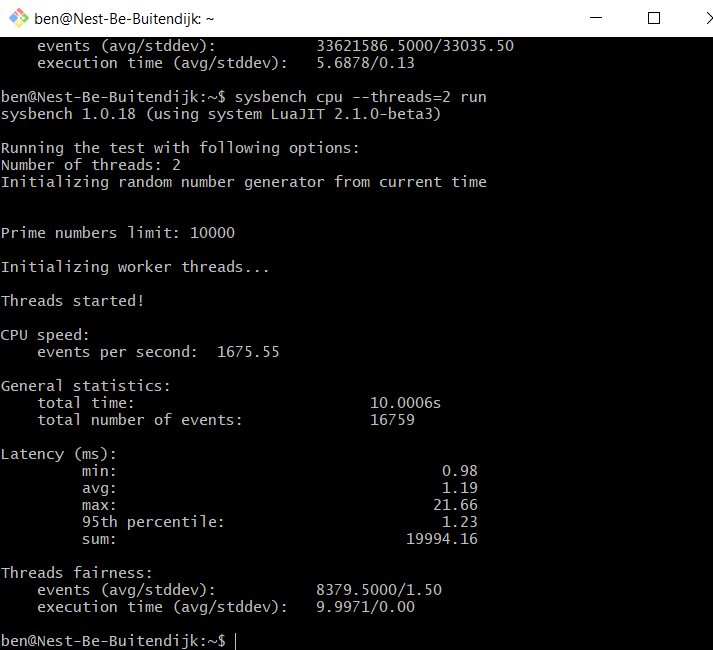 ben@Nest-Be-Buitendijk: ~
events (avg/stddev): 33621586.5000/33035.50
execution time (avg/stddev): 5.6878/0.13
ben@Nest-Be-Buitendijk:~$ sysbench cpu --threads=2 run
sysbench 1.0.18 (using system LuaJIT 2.1.0-beta3)
Running the test with following options:
Number of threads: 2
Initializing random number generator from current time
Prime numbers limit: 10000
Initializing worker threads...
Threads started!
CPU speed:
events per second: 1675.55
General statistics:
total time: 10.0006s
total number of events: 16759
Latency (ms):
min: 0.98
avg: 1.19
max: 21.66
95th percentile: 1.23
sum: 19994.16
Threads fairness:
events (avg/stddev): 8379.5000/1.50
execution time (avg/stddev): 9.9971/0.00
ben@Nest-Be-Buitendijk:~$